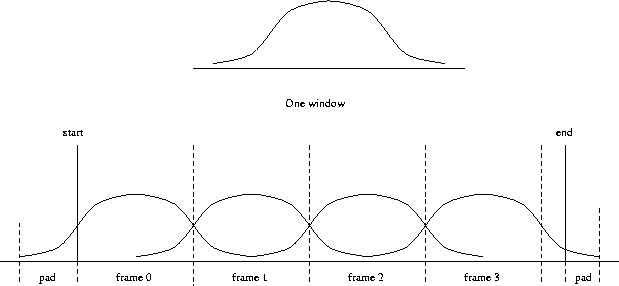 One window
start
end
pad
frame 0
frame 1
frame 2
frame 3
pad